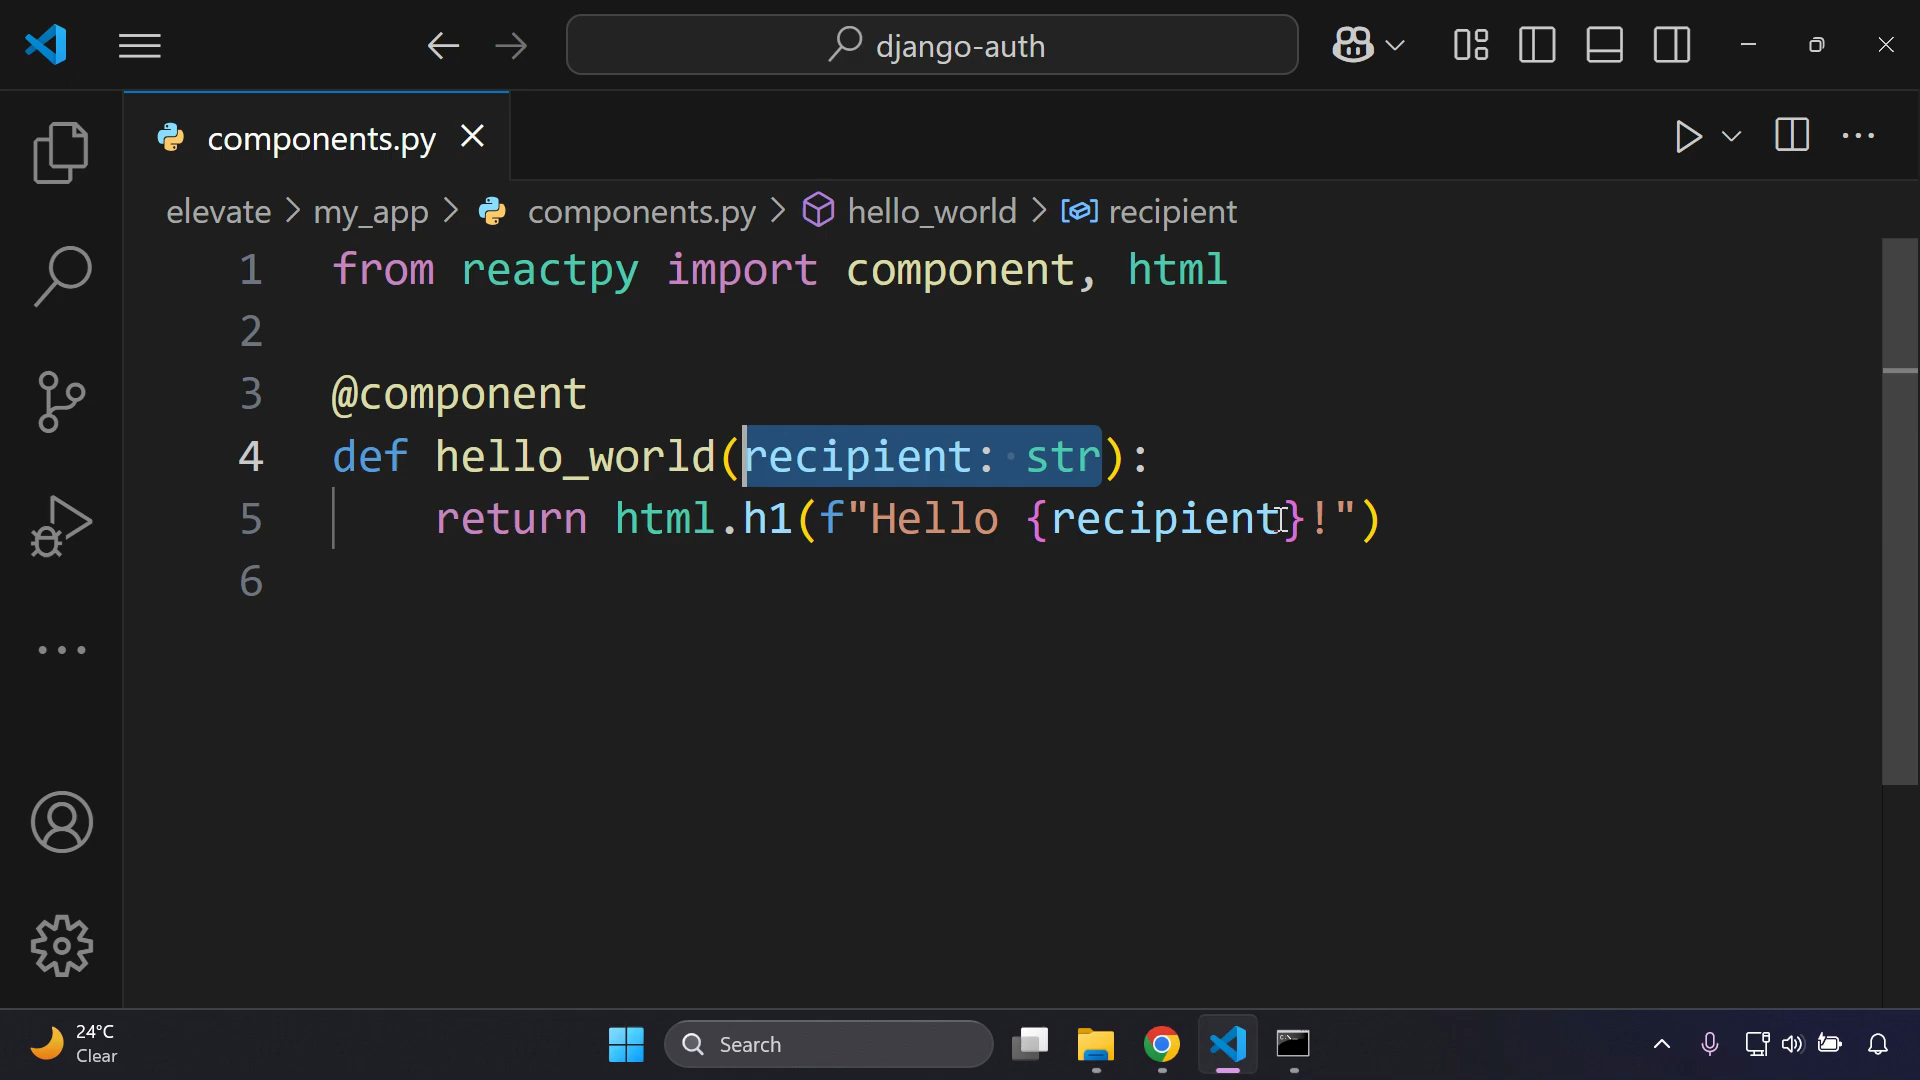 django-auth
components.py
elevate > my_app > components.py > hello_world > recipient
1 from reactpy import component, html
2
3 @component
4 def hello_world(recipient: str):
5 return html.h1(f"Hello {recipient}!")
6
24°C
Clear
Search